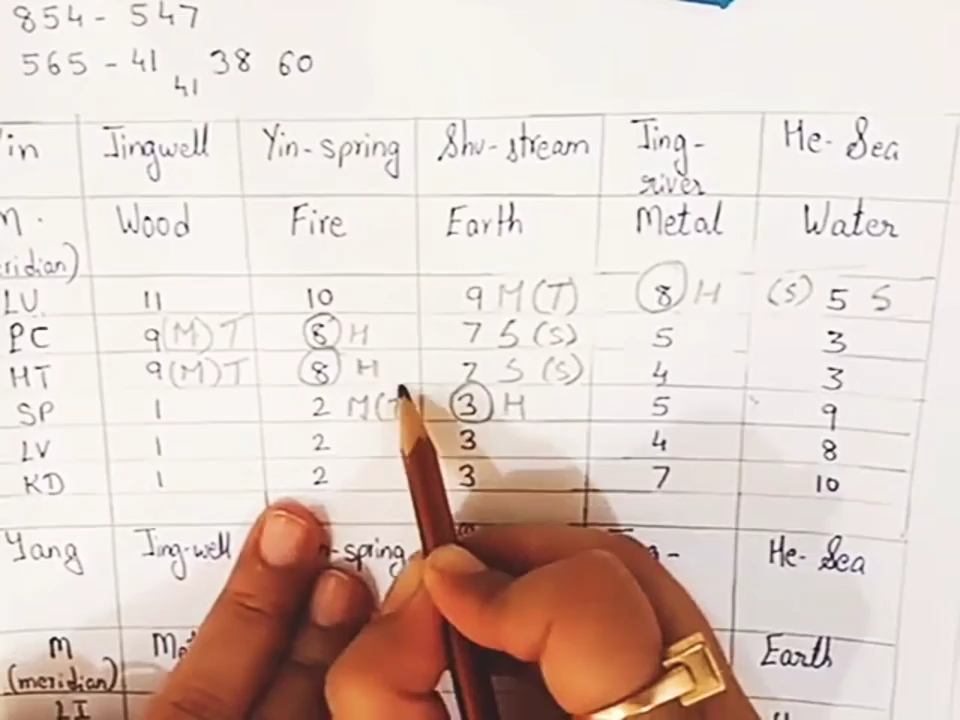 854 - 547
565 - 41 41 38 60
Yin Jingwell Yin-spring Shu-stream Jing-river He-Sea
M. (meridian) Wood Fire Earth Metal Water
LU 11 10 9 M(T) 8 H (S) 5 S
PC 9(M)T 8 H 7 S (S) 5 3
HT 9(M)T 8 H 7 S (S) 4 3
SP 1 2 M(T) 3 H 5 9
LV 1 2 3 4 8
KD 1 2 3 7 10
Yang Jing-well n-spring He-Sea
M (meridian) Met Earth
LI